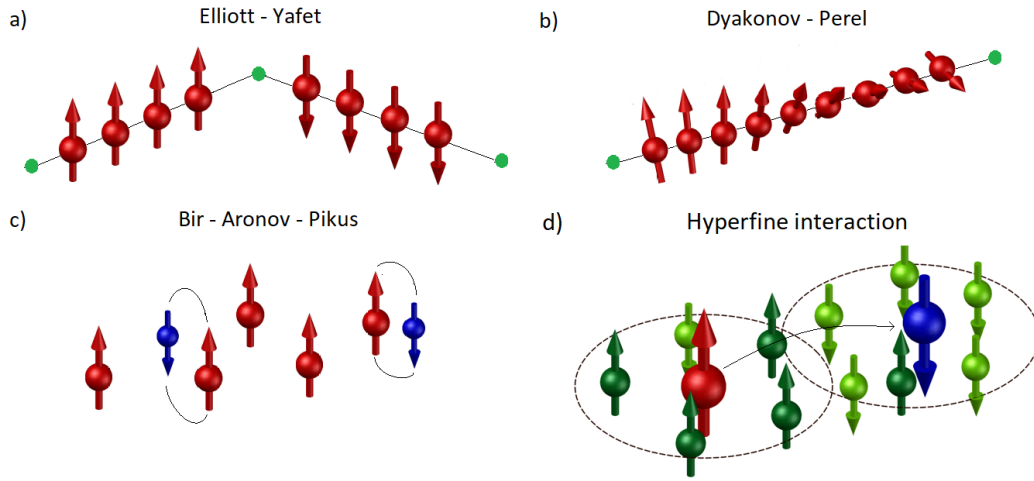 a) Elliott - Yafet
b) Dyakonov - Perel
c) Bir - Aronov - Pikus
d) Hyperfine interaction